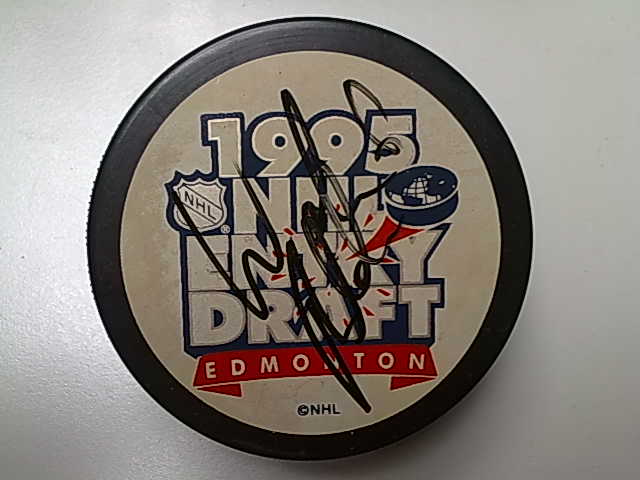 1995
NHL
NHL
®
ENTRY
DRAFT
EDMONTON
©NHL